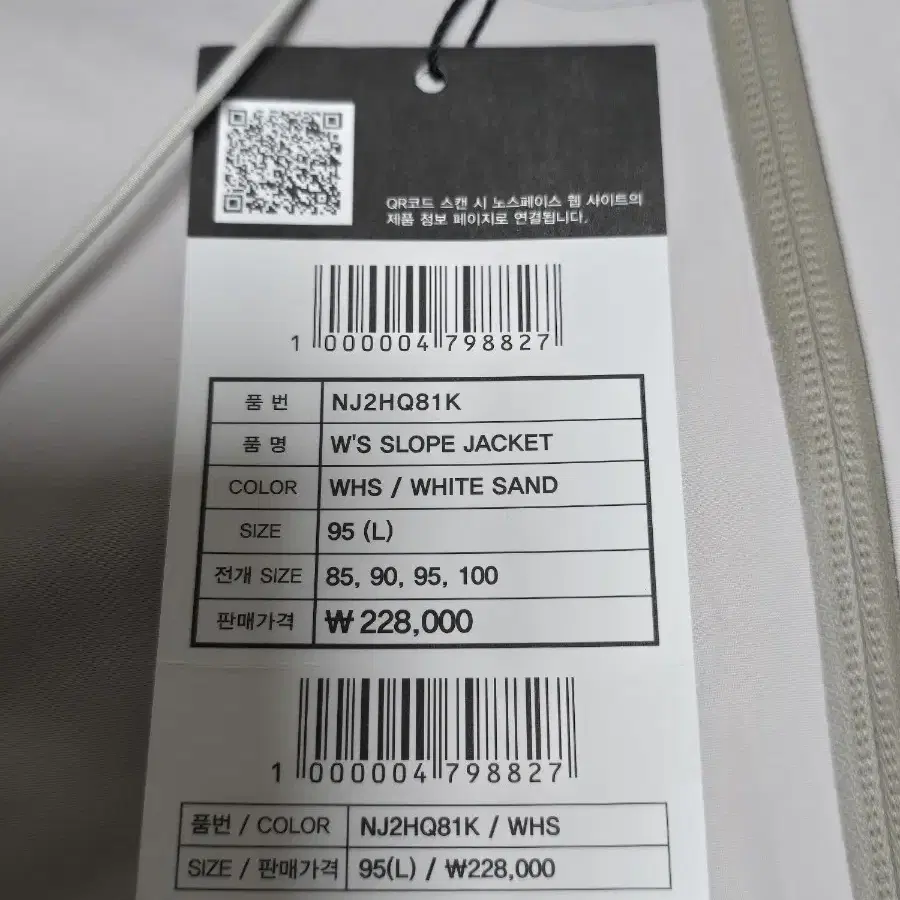 QR코드 스캔 시 노스페이스 웹 사이트의
제품 정보 페이지로 연결됩니다.
1 000004 798827
품 번 NJ2HQ81K
품 명 W'S SLOPE JACKET
COLOR WHS / WHITE SAND
SIZE 95 (L)
전개 SIZE 85, 90, 95, 100
판매가격 ₩ 228,000
1 000004 798827
품번 / COLOR NJ2HQ81K / WHS
SIZE / 판매가격 95(L) / ₩228,000